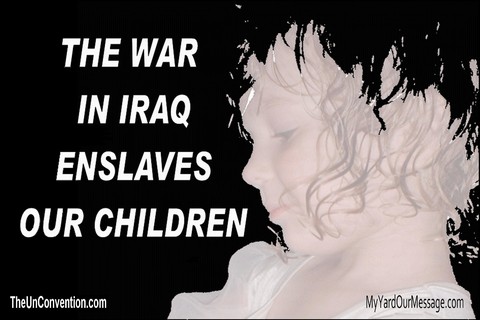 THE WAR
IN IRAQ
ENSLAVES
OUR CHILDREN
TheUnConvention.com
MyYardOurMessage.com